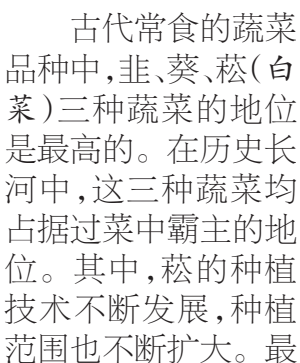 古代常食的蔬菜
品种中，韭、葵、菘（白
菜）三种蔬菜的地位
是最高的。在历史长
河中，这三种蔬菜均
占据过菜中霸主的地
位。其中，菘的种植
技术不断发展，种植
范围也不断扩大。最